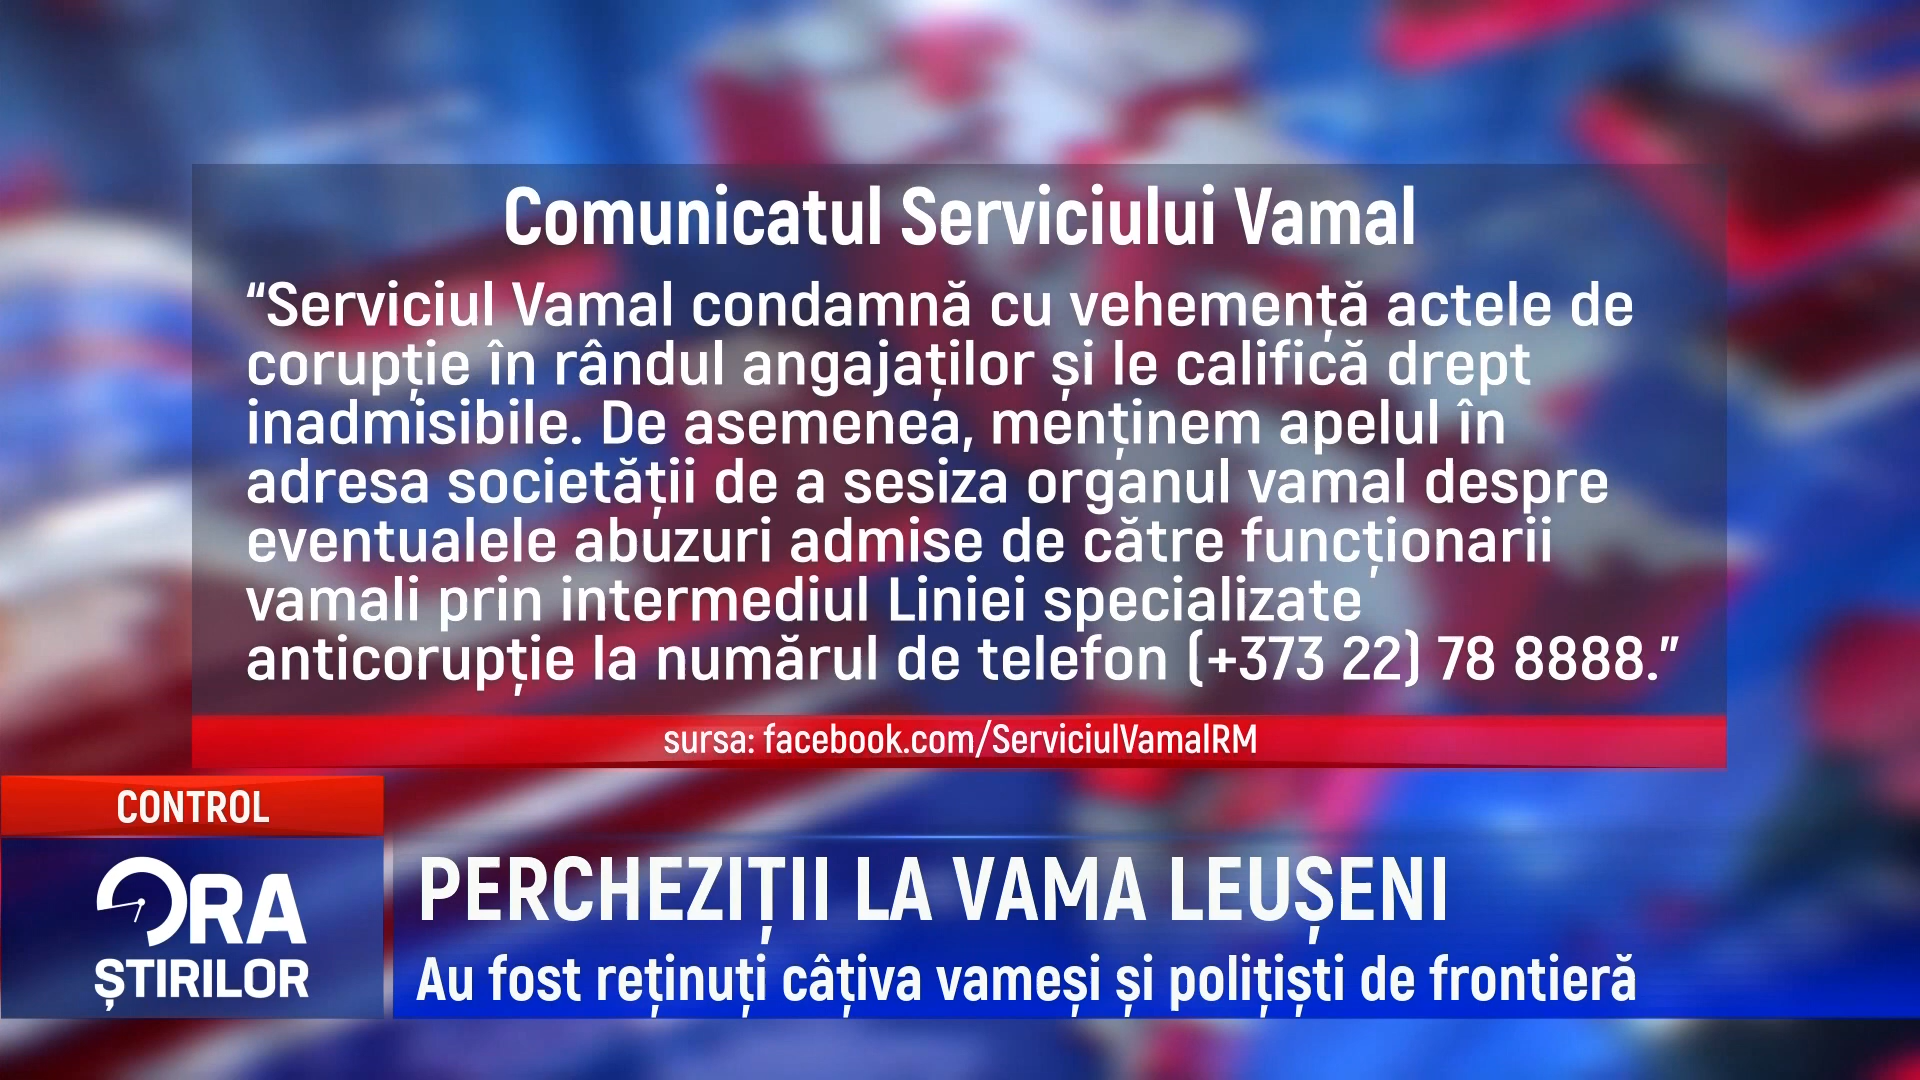 Comunicatul Serviciului Vamal
“Serviciul Vamal condamnă cu vehemență actele de
corupție în rândul angajaților și le califică drept
inadmisibile. De asemenea, menținem apelul în
adresa societății de a sesiza organul vamal despre
eventualele abuzuri admise de către funcționarii
vamali prin intermediul Liniei specializate
anticorupție la numărul de telefon (+373 22) 78 8888.”
sursa: facebook.com/ServiciulVamalRM
CONTROL
ORA
ȘTIRILOR
PERCHEZIȚII LA VAMA LEUȘENI
Au fost reținuți câțiva vameși și polițiști de frontieră